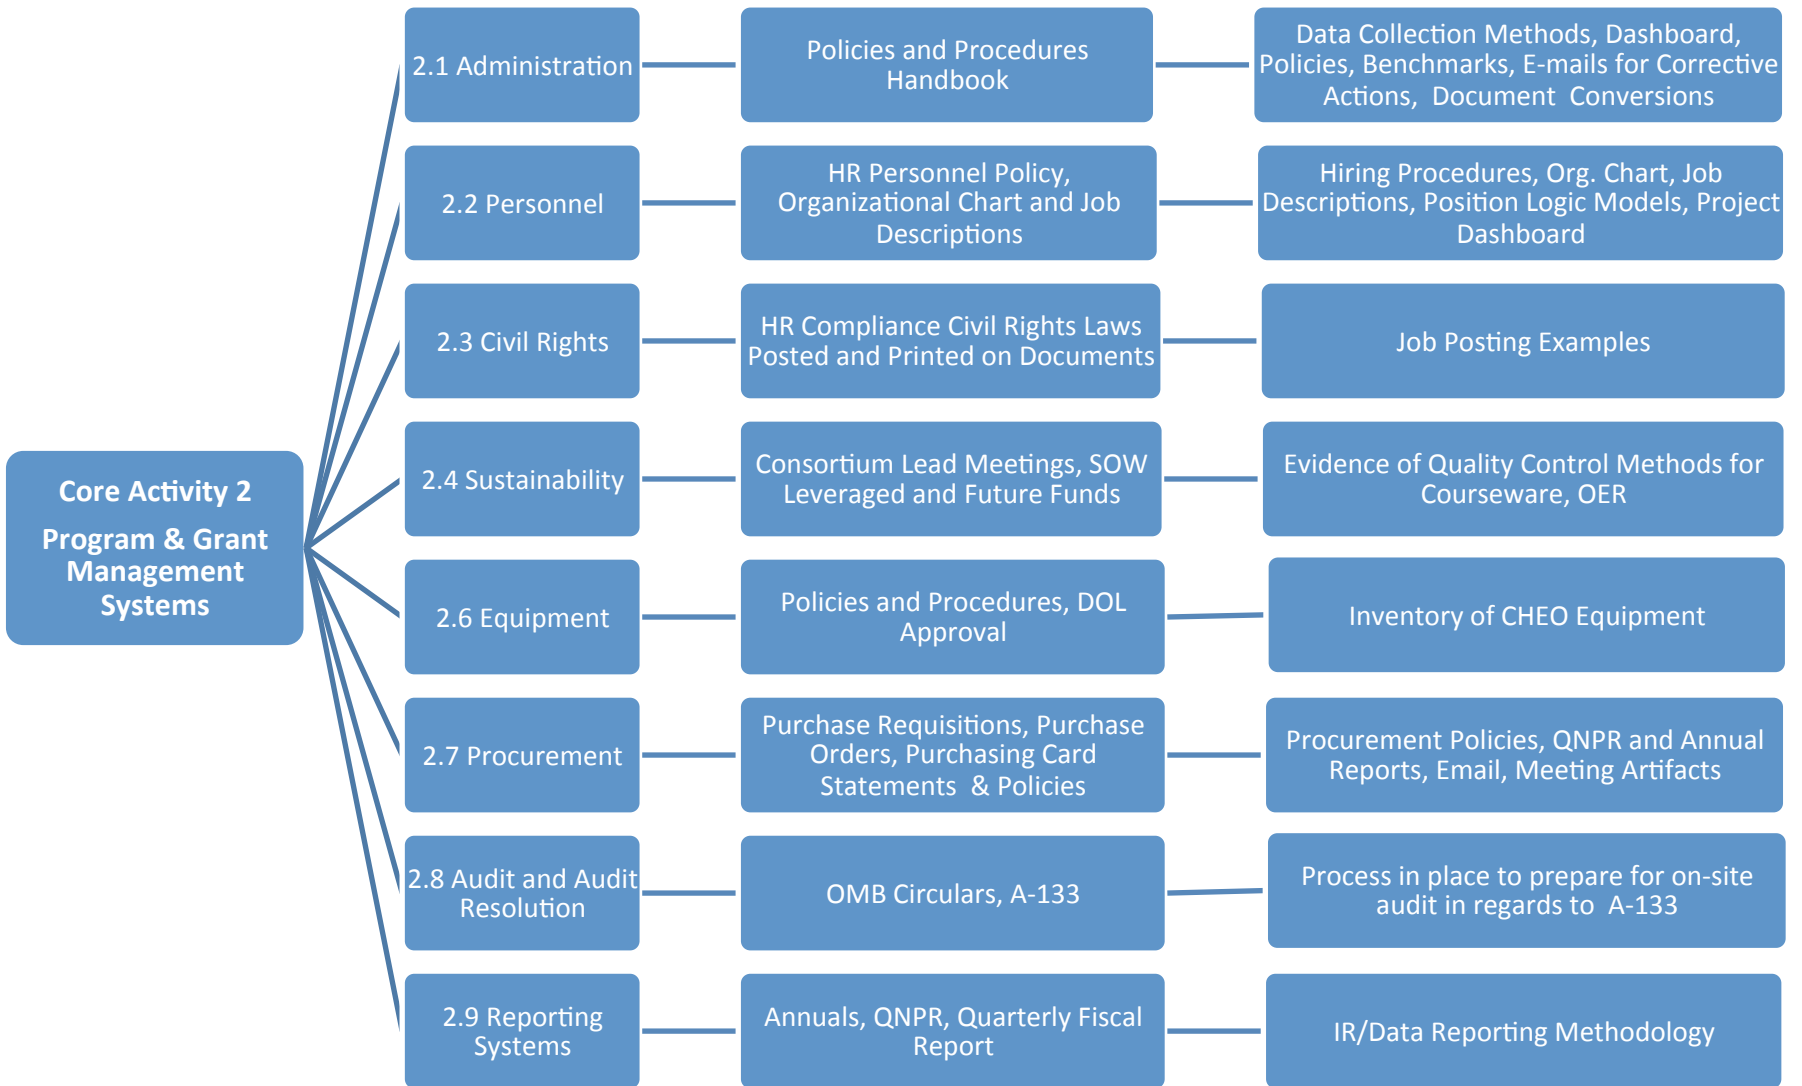 Core Activity 2
Program & Grant
Management
Systems
2.1 Administration
Policies and Procedures
Handbook
Data Collection Methods, Dashboard,
Policies, Benchmarks, E-mails for Corrective
Actions,  Document  Conversions
2.2 Personnel
HR Personnel Policy,
Organizational Chart and Job
Descriptions
Hiring Procedures, Org. Chart, Job
Descriptions, Position Logic Models, Project
Dashboard
2.3 Civil Rights
HR Compliance Civil Rights Laws
Posted and Printed on Documents
Job Posting Examples
2.4 Sustainability
Consortium Lead Meetings, SOW
Leveraged and Future Funds
Evidence of Quality Control Methods for
Courseware, OER
2.6 Equipment
Policies and Procedures, DOL
Approval
Inventory of CHEO Equipment
2.7 Procurement
Purchase Requisitions, Purchase
Orders, Purchasing Card
Statements  & Policies
Procurement Policies, QNPR and Annual
Reports, Email, Meeting Artifacts
2.8 Audit and Audit
Resolution
OMB Circulars, A-133
Process in place to prepare for on-site
audit in regards to  A-133
2.9 Reporting
Systems
Annuals, QNPR, Quarterly Fiscal
Report
IR/Data Reporting Methodology